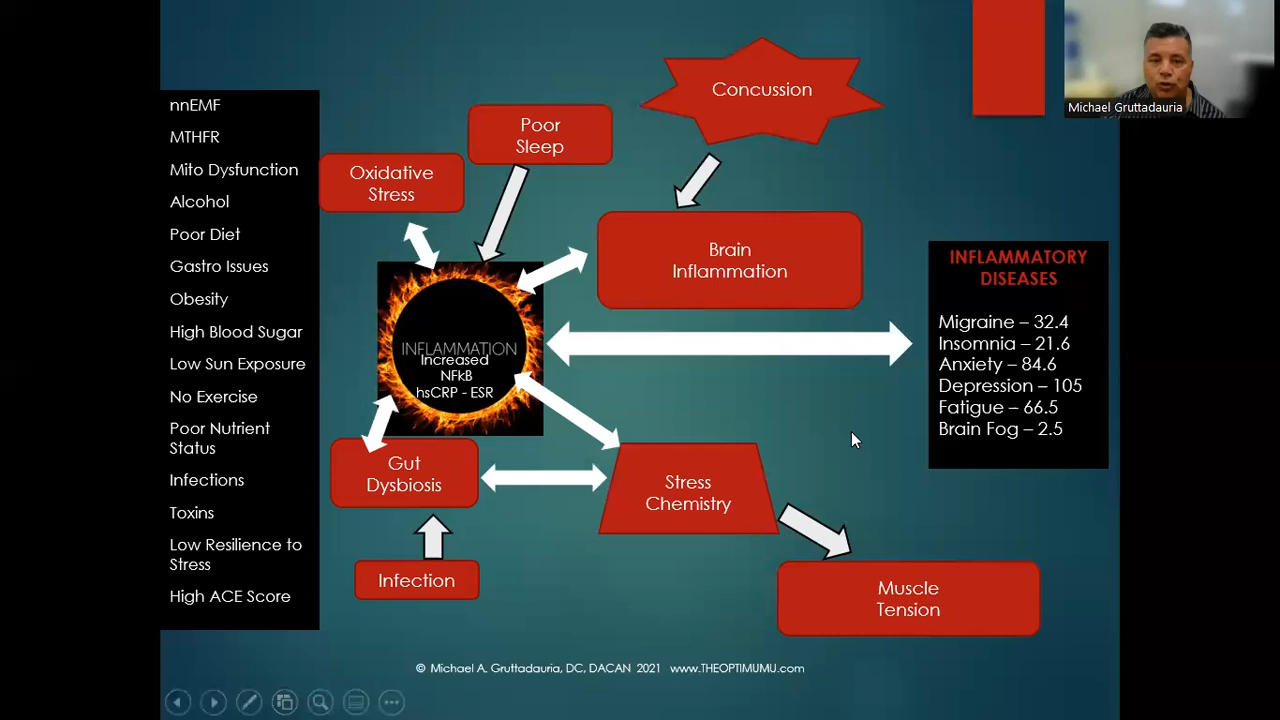 Concussion
Michael Gruttadauria
nnEMF
MTHFR
Mito Dysfunction
Alcohol
Poor Diet
Gastro Issues
Obesity
High Blood Sugar
Low Sun Exposure
No Exercise
Poor Nutrient
Status
Infections
Toxins
Low Resilience to
Stress
High ACE Score
Poor
Sleep
Oxidative
Stress
Brain
Inflammation
INFLAMMATION
Increased
NFkB
hsCRP - ESR
INFLAMMATORY
DISEASES
Migraine – 32.4
Insomnia – 21.6
Anxiety – 84.6
Depression – 105
Fatigue – 66.5
Brain Fog – 2.5
Gut
Dysbiosis
Stress
Chemistry
Infection
Muscle
Tension
© Michael A. Gruttadauria, DC, DACAN 2021 www.THEOPTIMUMU.com